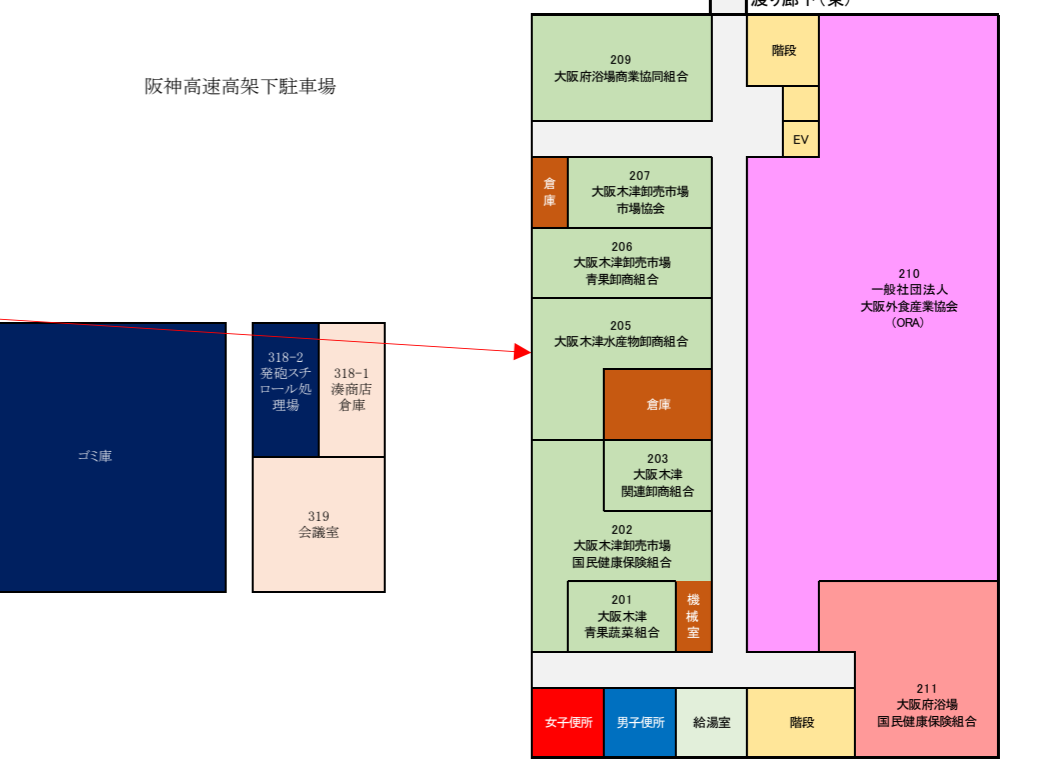 渡り廊下(東)
阪神高速高架下駐車場
209
大阪府浴場商業協同組合
階段
EV
倉
庫
207
大阪木津卸売市場
市場協会
206
大阪木津卸売市場
青果卸商組合
210
一般社団法人
大阪外食産業協会
(ORA)
205
大阪木津水産物卸商組合
倉庫
318-2
発砲スチ
ロール処
理場
318-1
湊商店
倉庫
ゴミ庫
319
会議室
203
大阪木津
関連卸商組合
202
大阪木津卸売市場
国民健康保険組合
201
大阪木津
青果蔬菜組合
機
械
室
211
大阪府浴場
国民健康保険組合
女子便所
男子便所
給湯室
階段